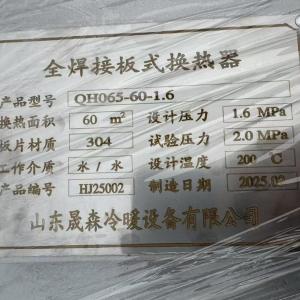 全焊接板式换热器
产品型号 QH065-60-1.6
换热面积 60 m² 设计压力 1.6 MPa
板片材质 304 试验压力 2.0 MPa
工作介质 水/水 设计温度 200 ℃
产品编号 HJ25002 制造日期 2025.02
山东晟森冷暖设备有限公司